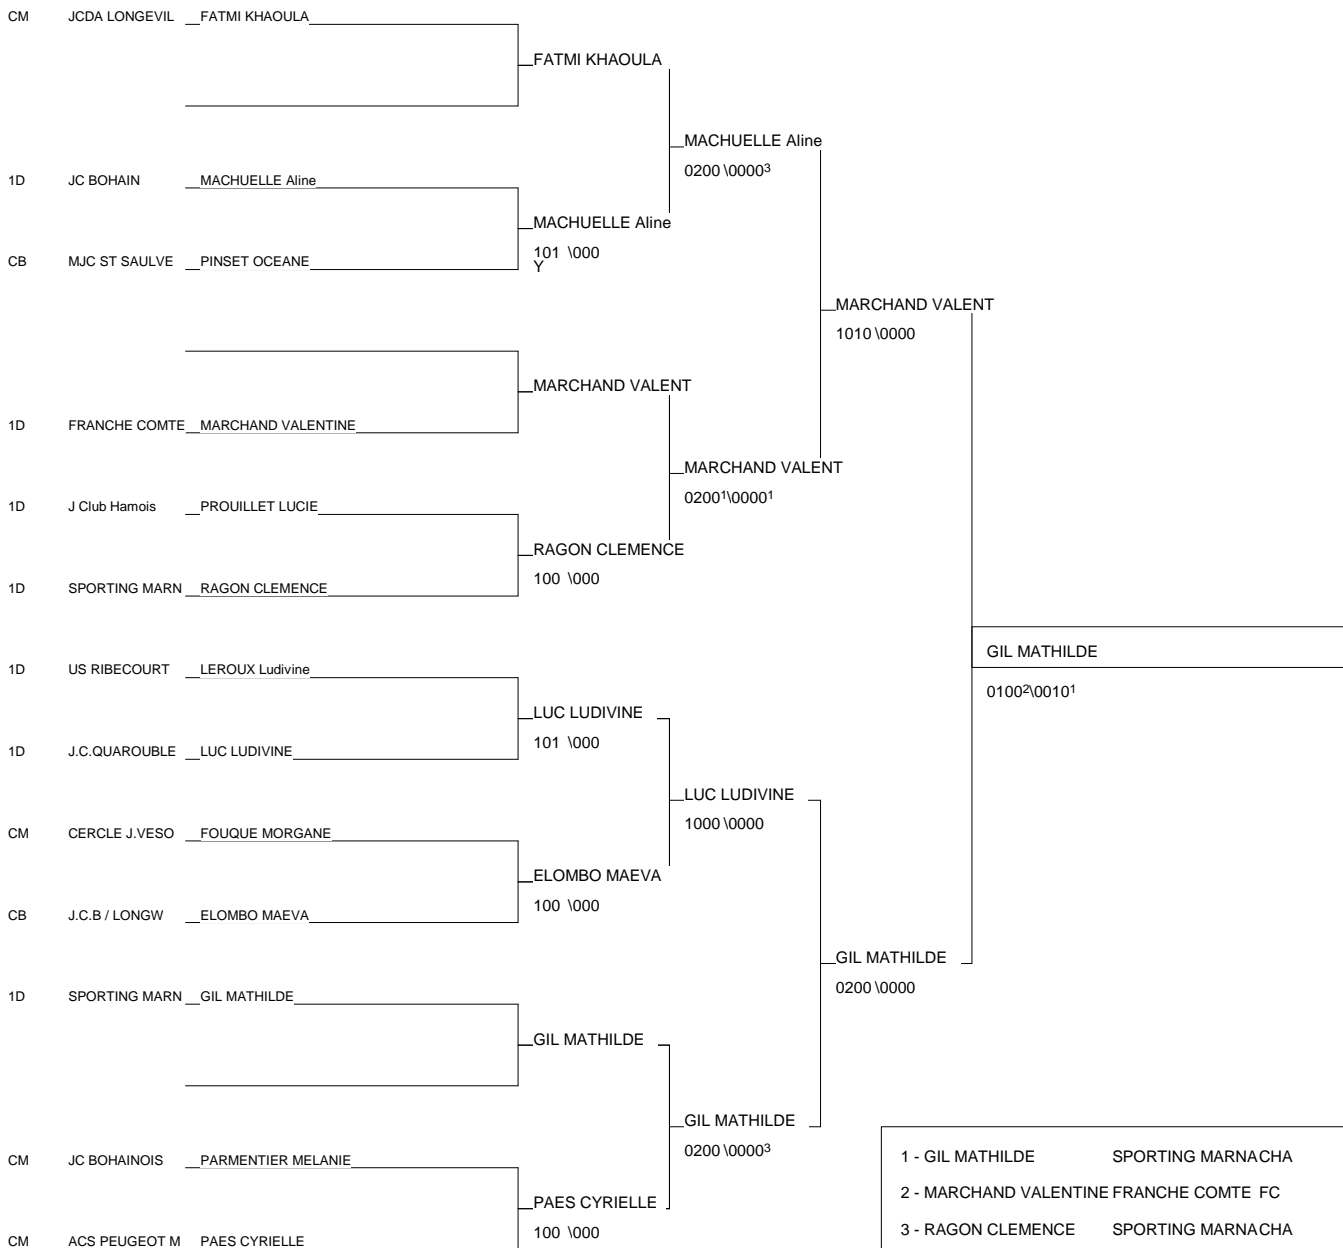 CM JCDA LONGEVIL FATMI KHAOULA
FATMI KHAOULA
MACHUELLE Aline
0200 \0000³
1D JC BOHAIN MACHUELLE Aline
MACHUELLE Aline
101 \000
Y
CB MJC ST SAULVE PINSET OCEANE
MARCHAND VALENT
1010 \0000
MARCHAND VALENT
1D FRANCHE COMTE MARCHAND VALENTINE
MARCHAND VALENT
0200¹\0000¹
1D J Club Hamois PROUILLET LUCIE
RAGON CLEMENCE
100 \000
1D SPORTING MARN RAGON CLEMENCE
GIL MATHILDE
0100²\0010¹
1D US RIBECOURT LEROUX Ludivine
LUC LUDIVINE
101 \000
1D J.C.QUAROUBLE LUC LUDIVINE
LUC LUDIVINE
1000 \0000
CM CERCLE J.VESO FOUQUE MORGANE
ELOMBO MAEVA
100 \000
CB J.C.B / LONGW ELOMBO MAEVA
GIL MATHILDE
0200 \0000
1D SPORTING MARN GIL MATHILDE
GIL MATHILDE
GIL MATHILDE
0200 \0000³
CM JC BOHAINOIS PARMENTIER MELANIE
PAES CYRIELLE
100 \000
CM ACS PEUGEOT M PAES CYRIELLE
1 - GIL MATHILDE SPORTING MARNACHA
2 - MARCHAND VALENTINE FRANCHE COMTE FC
3 - RAGON CLEMENCE SPORTING MARNACHA